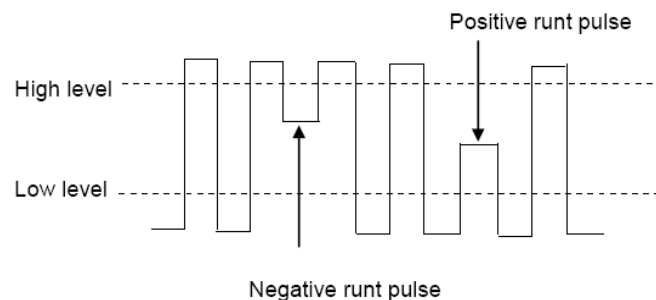 Positive runt pulse
High level
Low level
Negative runt pulse